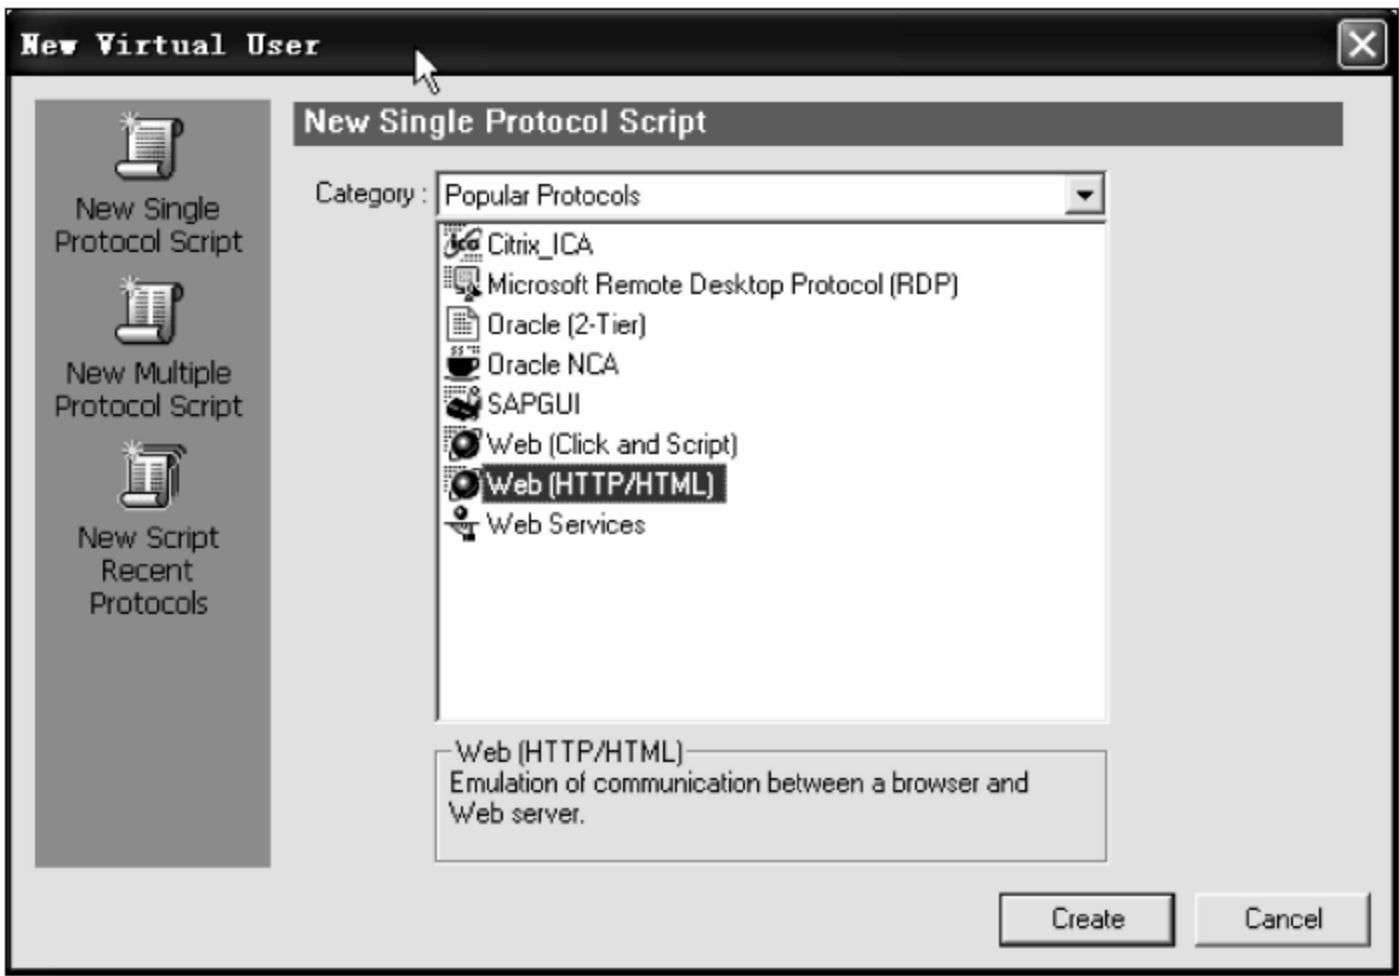 New Virtual User
New Single Protocol Script
New Single
Protocol Script
New Multiple
Protocol Script
New Script
Recent
Protocols
Category :
Popular Protocols
Citrix_ICA
Microsoft Remote Desktop Protocol (RDP)
Oracle (2-Tier)
Oracle NCA
SAPGUI
Web (Click and Script)
Web (HTTP/HTML)
Web Services
Web (HTTP/HTML)
Emulation of communication between a browser and
Web server.
Create
Cancel